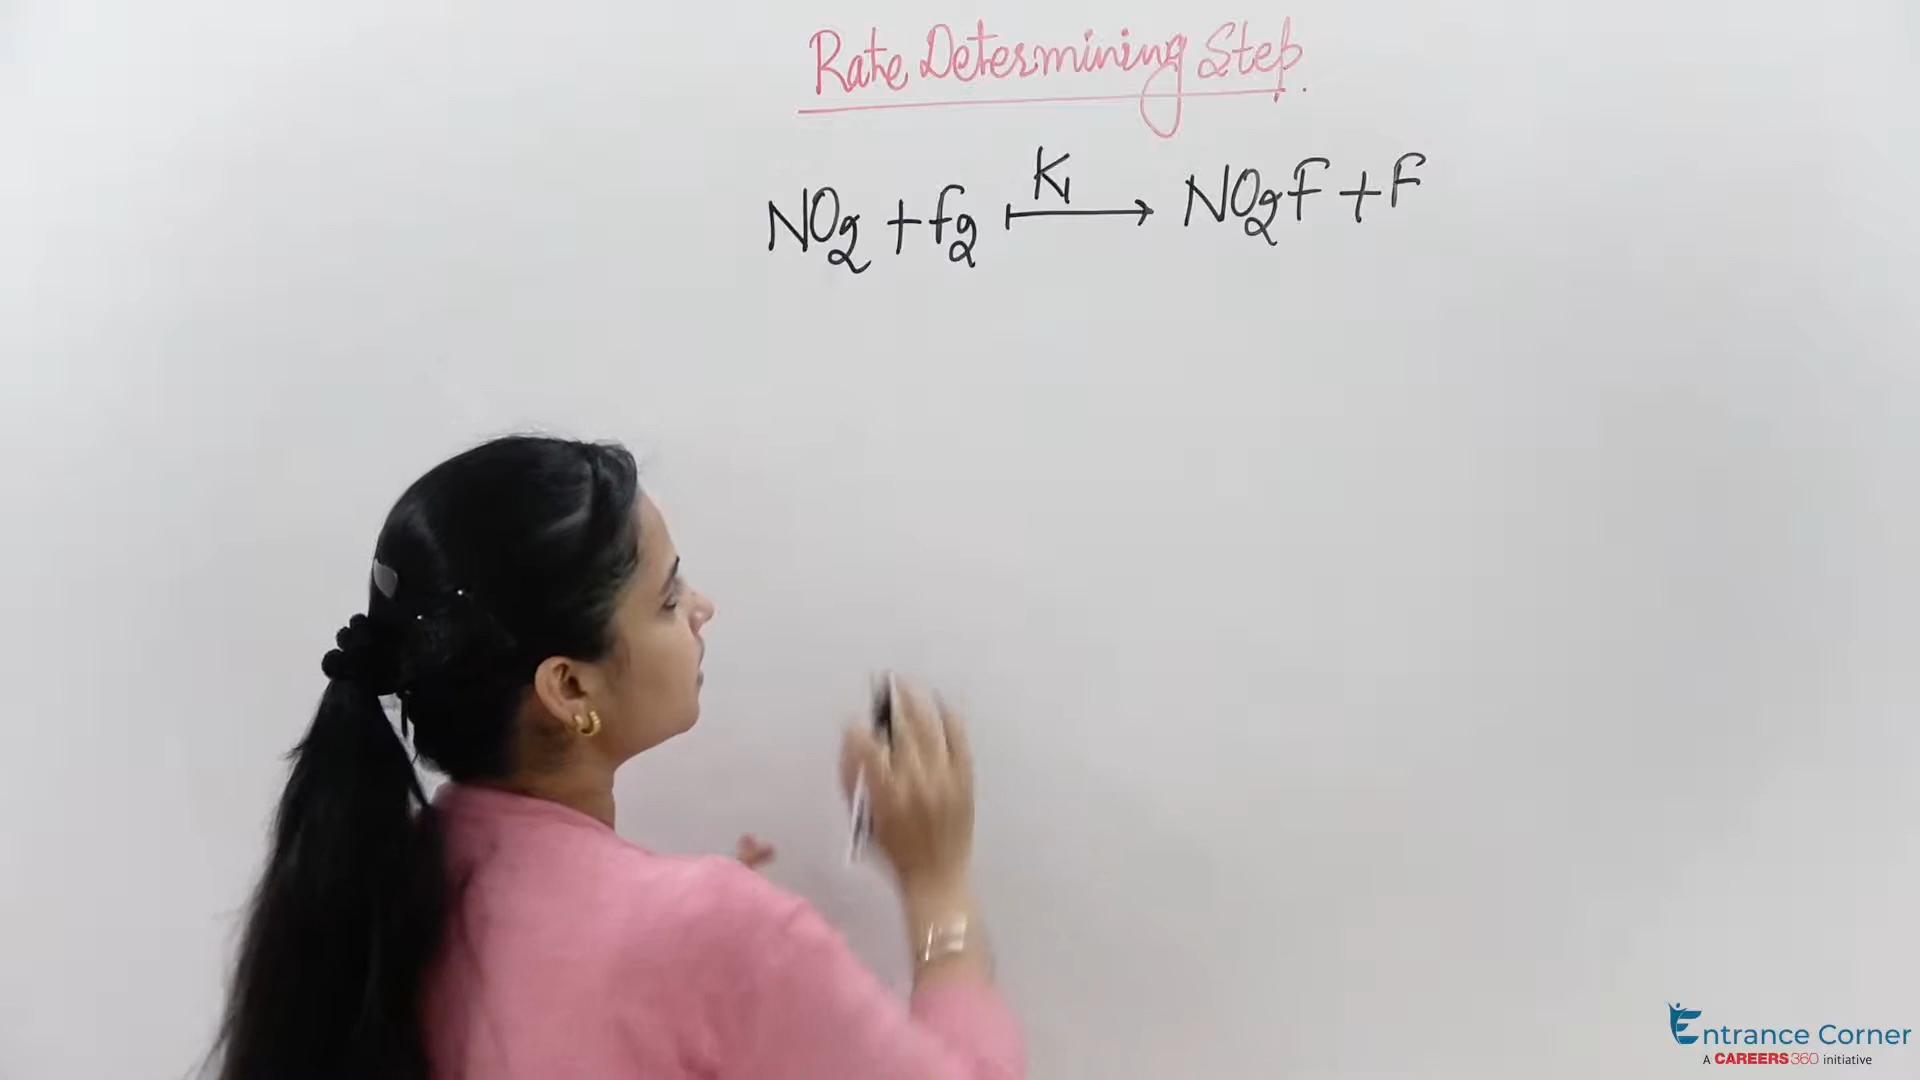 Rate Determining Step.
K₁
NO₂ + f₂ ⟼ NO₂F + F
Entrance Corner
A CAREERS360 initiative